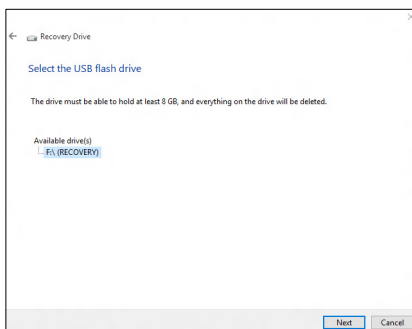 Recovery Drive
Select the USB flash drive
The drive must be able to hold at least 8 GB, and everything on the drive will be deleted.
Available drive(s)
F:\ (RECOVERY)
Next Cancel